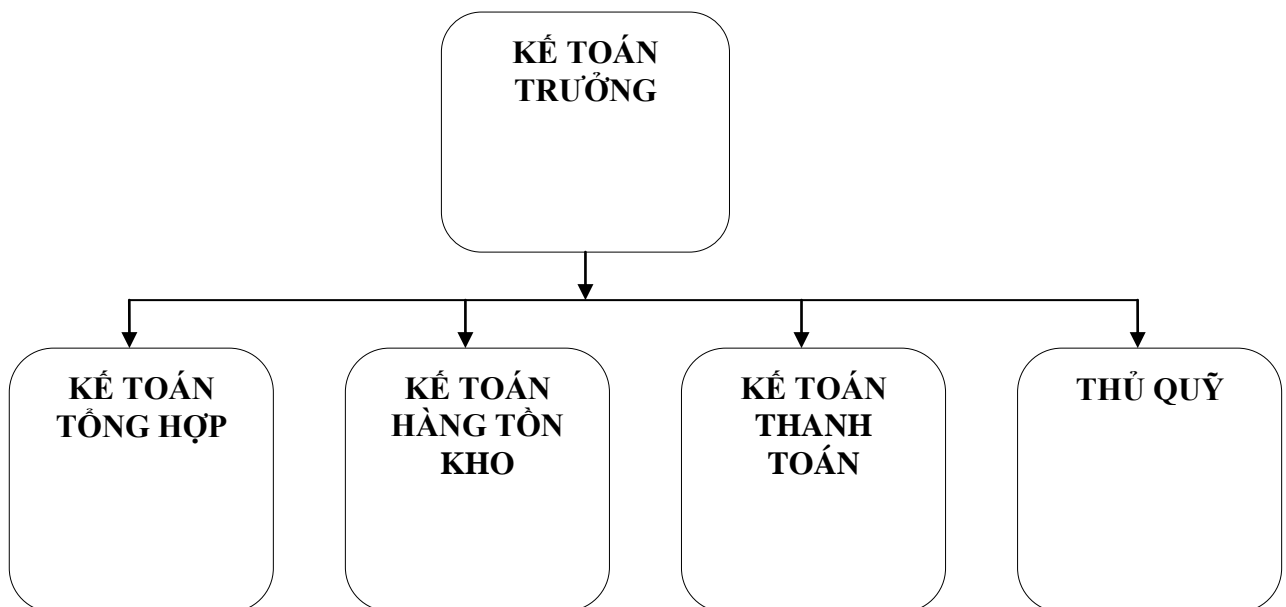 KẾ TOÁN
TRƯỞNG
KẾ TOÁN
TỔNG HỢP
KẾ TOÁN
HÀNG TỒN
KHO
KẾ TOÁN
THANH
TOÁN
THỦ QUỸ